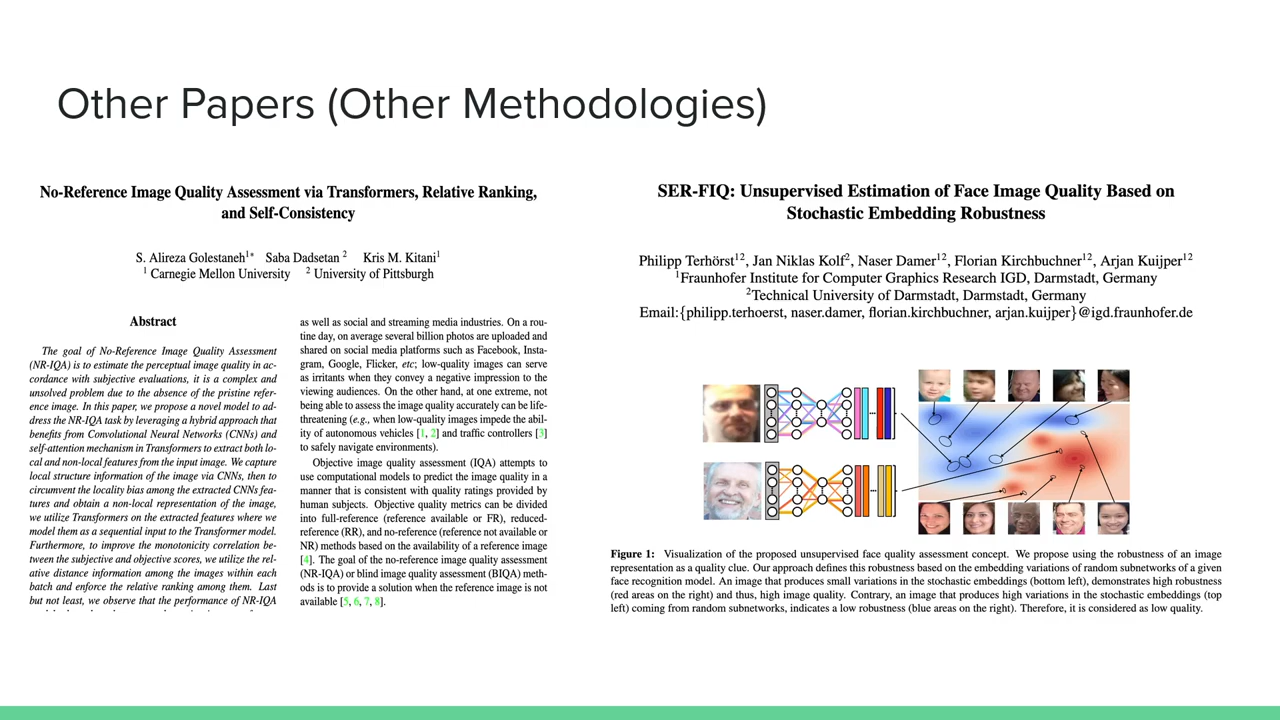 Other Papers (Other Methodologies)
No-Reference Image Quality Assessment via Transformers, Relative Ranking,
and Self-Consistency
S. Alireza Golestaneh1* Saba Dadsetan 2 Kris M. Kitani1
1 Carnegie Mellon University 2 University of Pittsburgh
Abstract
The goal of No-Reference Image Quality Assessment
(NR-IQA) is to estimate the perceptual image quality in ac-
cordance with subjective evaluations, it is a complex and
unsolved problem due to the absence of the pristine refer-
ence image. In this paper, we propose a novel model to ad-
dress the NR-IQA task by leveraging a hybrid approach that
benefits from Convolutional Neural Networks (CNNs) and
self-attention mechanism in Transformers to extract both lo-
cal and non-local features from the input image. We capture
local structure information of the image via CNNs, then to
circumvent the locality bias among the extracted CNNs fea-
tures and obtain a non-local representation of the image,
we utilize Transformers on the extracted features where we
model them as a sequential input to the Transformer model.
Furthermore, to improve the monotonicity correlation be-
tween the subjective and objective scores, we utilize the rel-
ative distance information among the images within each
batch and enforce the relative ranking among them. Last
but not least, we observe that the performance of NR-IQA
as well as social and streaming media industries. On a rou-
tine day, on average several billion photos are uploaded and
shared on social media platforms such as Facebook, Insta-
gram, Google, Flicker, etc; low-quality images can serve
as irritants when they convey a negative impression to the
viewing audiences. On the other hand, at one extreme, not
being able to assess the image quality accurately can be life-
threatening (e.g., when low-quality images impede the abil-
ity of autonomous vehicles [1, 2] and traffic controllers [3]
to safely navigate environments).
Objective image quality assessment (IQA) attempts to
use computational models to predict the image quality in a
manner that is consistent with quality ratings provided by
human subjects. Objective quality metrics can be divided
into full-reference (reference available or FR), reduced-
reference (RR), and no-reference (reference not available or
NR) methods based on the availability of a reference image
[4]. The goal of the no-reference image quality assessment
(NR-IQA) or blind image quality assessment (BIQA) meth-
ods is to provide a solution when the reference image is not
available [5, 6, 7, 8].
SER-FIQ: Unsupervised Estimation of Face Image Quality Based on
Stochastic Embedding Robustness
Philipp Terhörst12, Jan Niklas Kolf2, Naser Damer12, Florian Kirchbuchner12, Arjan Kuijper12
1Fraunhofer Institute for Computer Graphics Research IGD, Darmstadt, Germany
2Technical University of Darmstadt, Darmstadt, Germany
Email:{philipp.terhoerst, naser.damer, florian.kirchbuchner, arjan.kuijper}@igd.fraunhofer.de
Figure 1: Visualization of the proposed unsupervised face quality assessment concept. We propose using the robustness of an image
representation as a quality clue. Our approach defines this robustness based on the embedding variations of random subnetworks of a given
face recognition model. An image that produces small variations in the stochastic embeddings (bottom left), demonstrates high robustness
(red areas on the right) and thus, high image quality. Contrary, an image that produces high variations in the stochastic embeddings (top
left) coming from random subnetworks, indicates a low robustness (blue areas on the right). Therefore, it is considered as low quality.